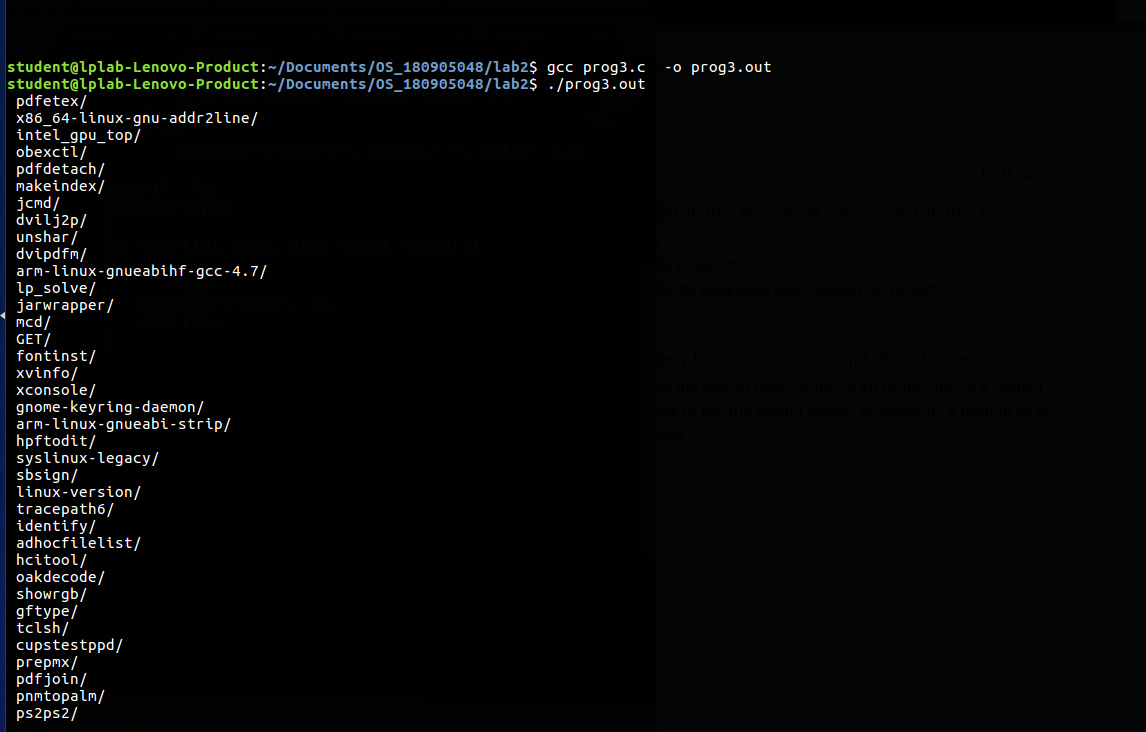 student@lplab-Lenovo-Product:~/Documents/OS_180905048/lab2$ gcc prog3.c  -o prog3.out
student@lplab-Lenovo-Product:~/Documents/OS_180905048/lab2$ ./prog3.out
pdfetex/
x86_64-linux-gnu-addr2line/
intel_gpu_top/
obexctl/
pdfdetach/
makeindex/
jcmd/
dvilj2p/
unshar/
dvipdfm/
arm-linux-gnueabihf-gcc-4.7/
lp_solve/
jarwrapper/
mcd/
GET/
fontinst/
xvinfo/
xconsole/
gnome-keyring-daemon/
arm-linux-gnueabi-strip/
hpftodit/
syslinux-legacy/
sbsign/
linux-version/
tracepath6/
identify/
adhocfilelist/
hcitool/
oakdecode/
showrgb/
gftype/
tclsh/
cupstestppd/
prepmx/
pdfjoin/
pnmtopalm/
ps2ps2/